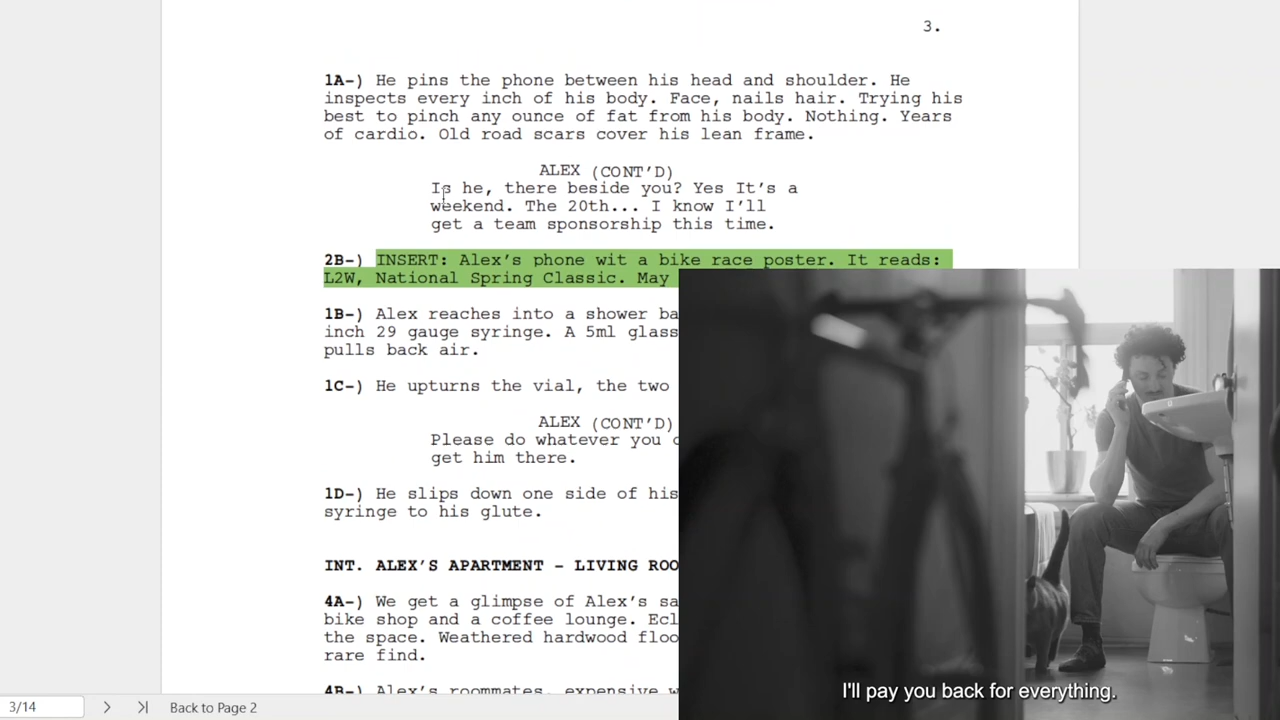 3.
1A-) He pins the phone between his head and shoulder. He
inspects every inch of his body. Face, nails hair. Trying his
best to pinch any ounce of fat from his body. Nothing. Years
of cardio. Old road scars cover his lean frame.
ALEX (CONT'D)
Is he, there beside you? Yes It's a
weekend. The 20th... I know I'll
get a team sponsorship this time.
2B-) INSERT: Alex's phone wit a bike race poster. It reads:
L2W, National Spring Classic. May
1B-) Alex reaches into a shower ba
inch 29 gauge syringe. A 5ml glass
pulls back air.
1C-) He upturns the vial, the two
ALEX (CONT'D)
Please do whatever you
get him there.
1D-) He slips down one side of his
syringe to his glute.
INT. ALEX'S APARTMENT - LIVING ROO
4A-) We get a glimpse of Alex's sa
bike shop and a coffee lounge. Ecl
the space. Weathered hardwood floo
rare find.
4B-) Alex's roommates, expensive w
I'll pay you back for everything.
3/14
Back to Page 2